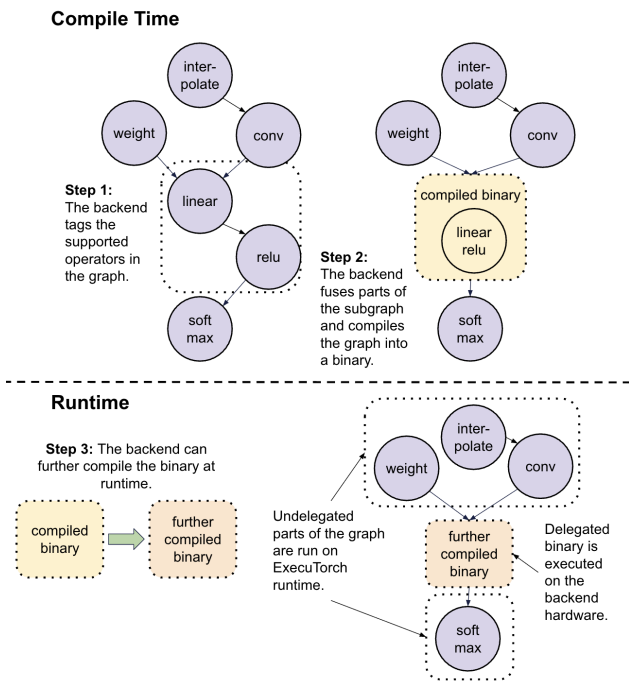 Compile Time
inter-
polate
weight
conv
Step 1:
The backend
tags the
supported
operators in
the graph.
linear
relu
soft
max
inter-
polate
weight
conv
compiled binary
linear
relu
Step 2:
The backend
fuses parts of
the subgraph
and compiles
the graph into
a binary.
soft
max
Runtime
Step 3: The backend can
further compile the binary at
runtime.
compiled
binary
further
compiled
binary
inter-
polate
weight
conv
Undelegated
parts of the graph
are run on
ExecuTorch
runtime.
further
compiled
binary
Delegated
binary is
executed
on the
backend
hardware.
soft
max